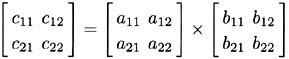 [ c₁₁ c₁₂ ] = [ a₁₁ a₁₂ ] × [ b₁₁ b₁₂ ]
[ c₂₁ c₂₂ ] = [ a₂₁ a₂₂ ] × [ b₂₁ b₂₂ ]